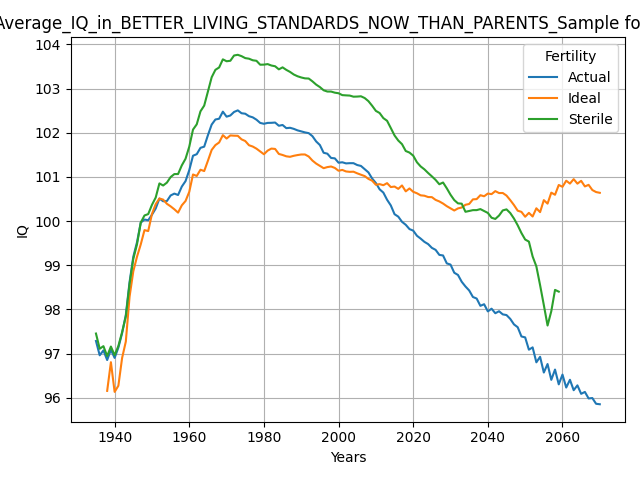 Average_IQ_in_BETTER_LIVING_STANDARDS_NOW_THAN_PARENTS_Sample fo
104
103
102
101
100
99
98
97
96
IQ
Fertility
Actual
Ideal
Sterile
1940 1960 1980 2000 2020 2040 2060
Years